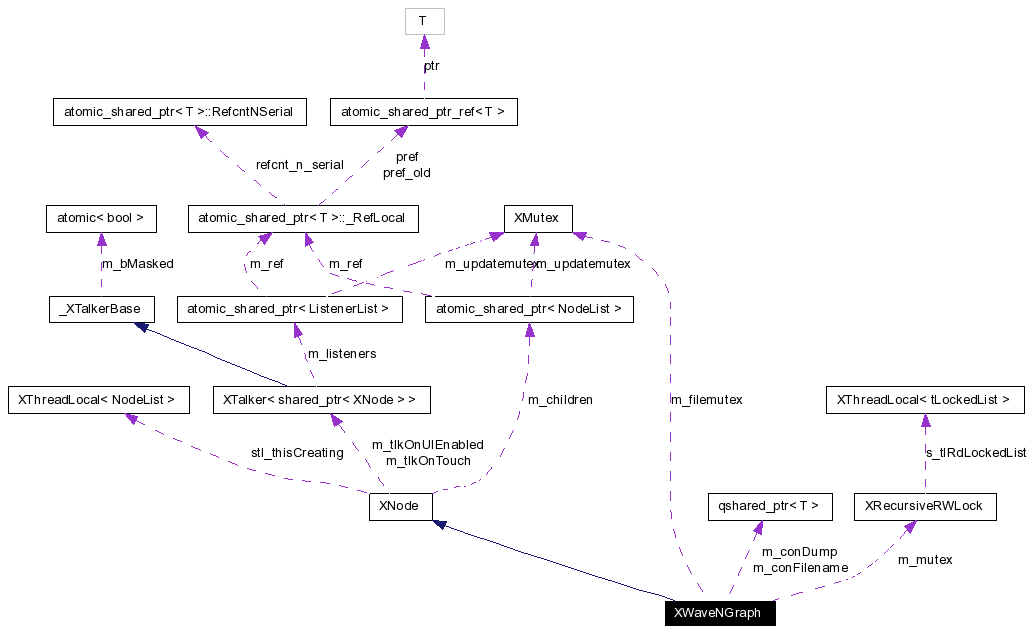 T
ptr
atomic_shared_ptr< T >::RefcntNSerial
atomic_shared_ptr_ref< T >
refcnt_n_serial
pref
pref_old
atomic< bool >
atomic_shared_ptr< T >::_RefLocal
XMutex
m_bMasked
m_ref
m_ref
m_updatemutex
m_updatemutex
_XTalkerBase
atomic_shared_ptr< ListenerList >
atomic_shared_ptr< NodeList >
m_listeners
XThreadLocal< NodeList >
XTalker< shared_ptr< XNode > >
m_children
m_filemutex
XThreadLocal< tLockedList >
stl_thisCreating
m_tlkOnUIEnabled
m_tlkOnTouch
s_tlRdLockedList
XNode
qshared_ptr< T >
XRecursiveRWLock
m_conDump
m_conFilename
m_mutex
XWaveNGraph